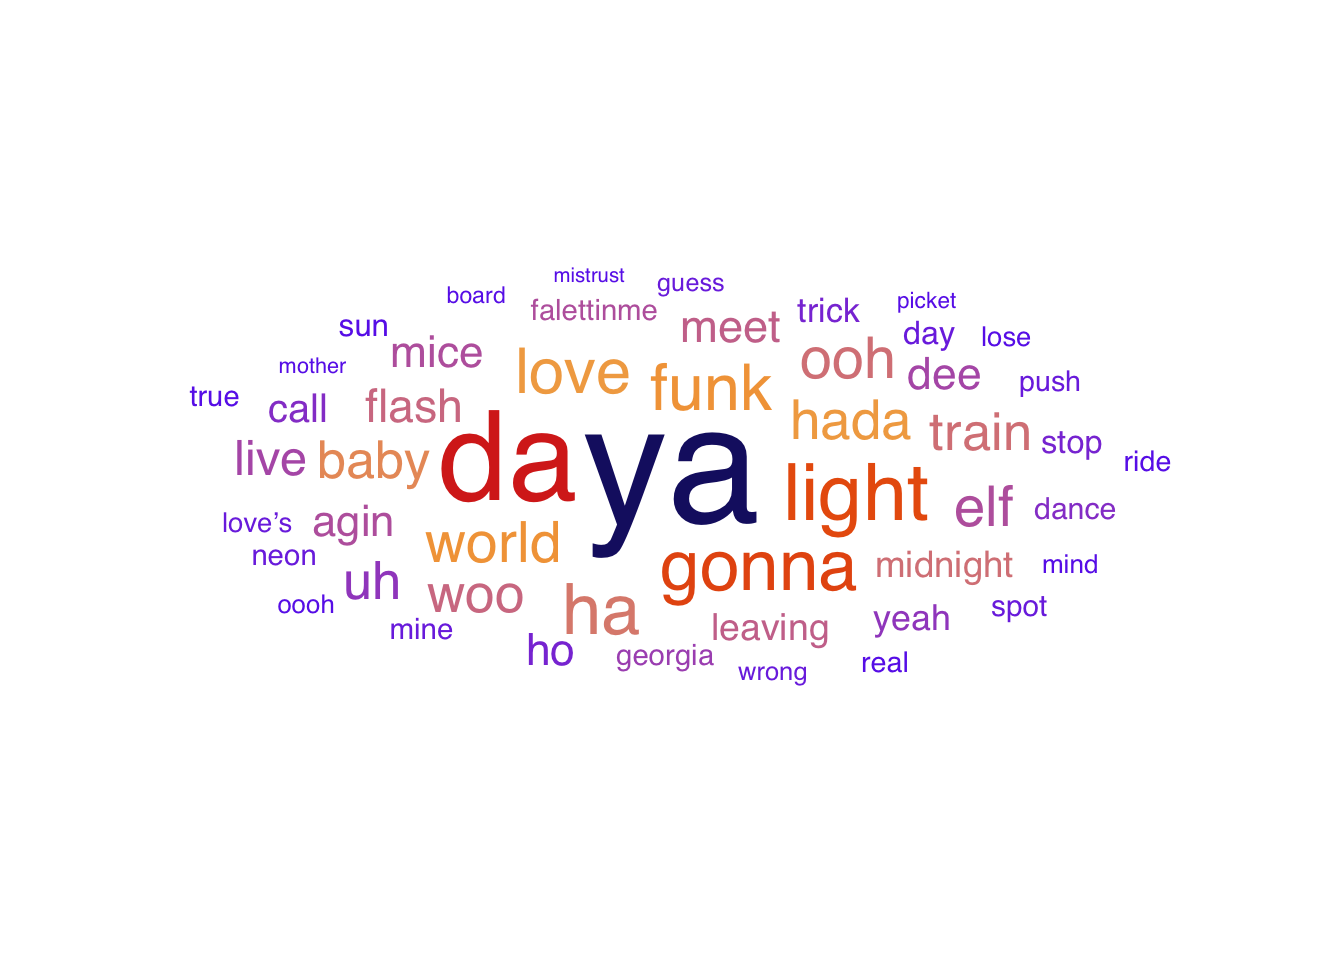 mistrust
guess
board
falettinme
trick
picket
sun
meet
day
lose
mother
mice
love
funk
ooh
dee
push
true
call
flash
hada
train
stop
ride
live
baby
da
ya
light
elf
dance
love’s
agin
world
gonna
midnight
mind
neon
uh
woo
ha
leaving
yeah
spot
oooh
mine
ho
georgia
wrong
real